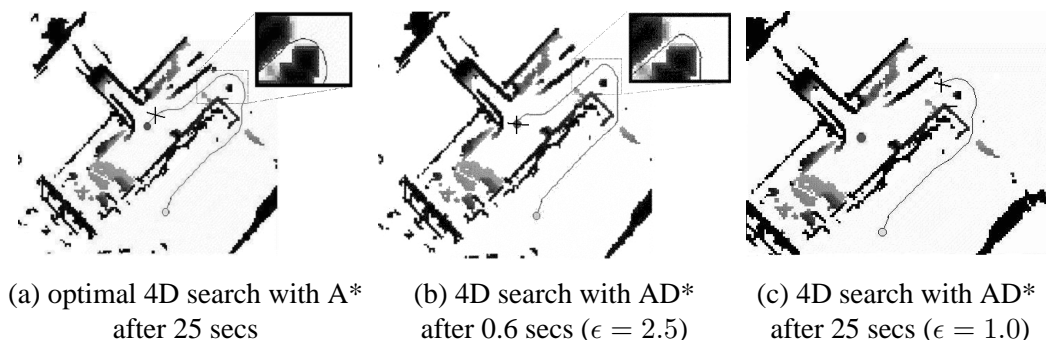 (a) optimal 4D search with A*
after 25 secs
(b) 4D search with AD*
after 0.6 secs (ϵ = 2.5)
(c) 4D search with AD*
after 25 secs (ϵ = 1.0)